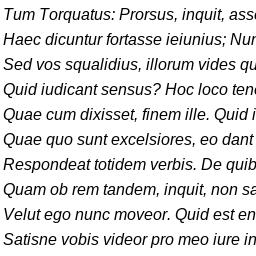 Tum Torquatus: Prorsus, inquit, asse
Haec dicuntur fortasse ieiunius; Nun
Sed vos squalidius, illorum vides qu
Quid iudicant sensus? Hoc loco tene
Quae cum dixisset, finem ille. Quid i
Quae quo sunt excelsiores, eo dant
Respondeat totidem verbis. De quib
Quam ob rem tandem, inquit, non sa
Velut ego nunc moveor. Quid est en
Satisne vobis videor pro meo iure in